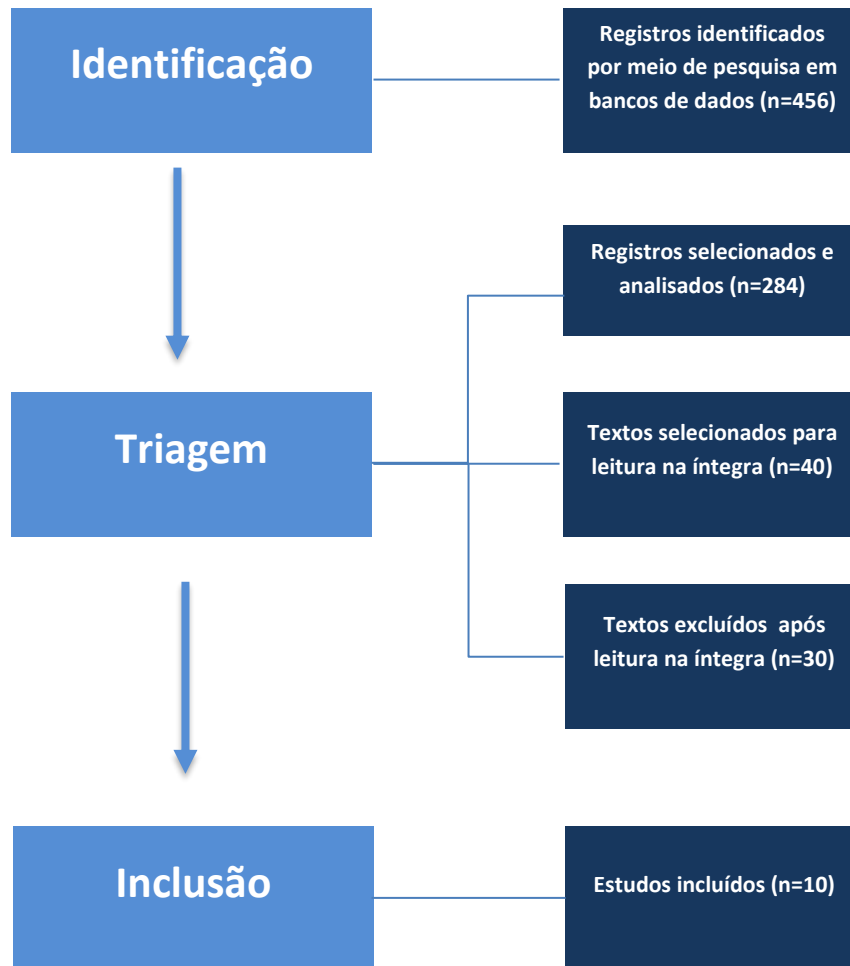 Identificação
Registros identificados
por meio de pesquisa em
bancos de dados (n=456)
Registros selecionados e
analisados (n=284)
Triagem
Textos selecionados para
leitura na íntegra (n=40)
Textos excluídos após
leitura na íntegra (n=30)
Inclusão
Estudos incluídos (n=10)